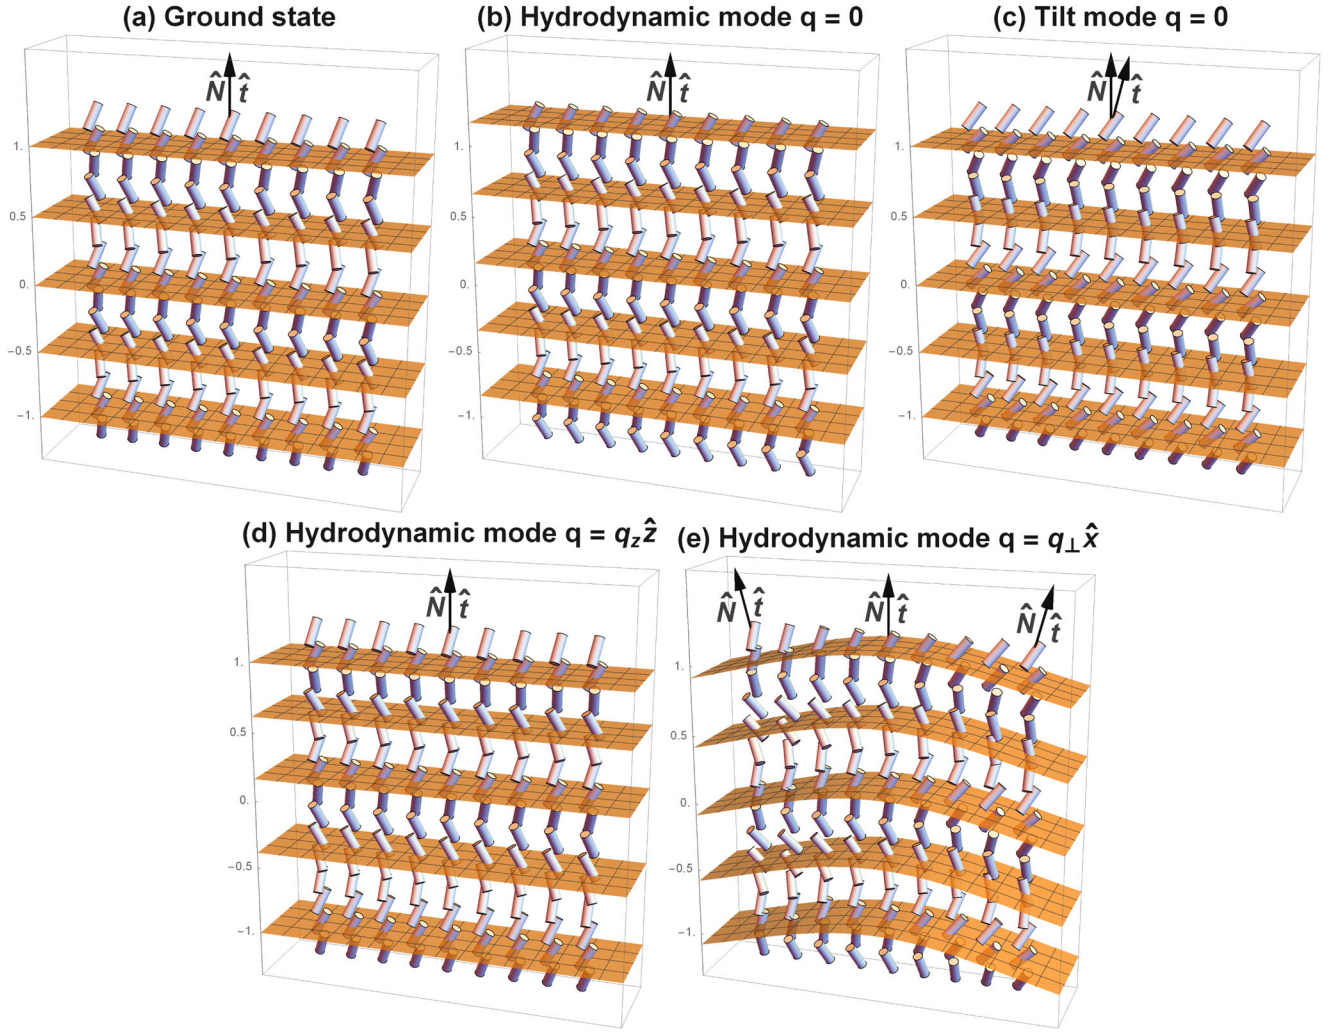 (a) Ground state
(b) Hydrodynamic mode q = 0
(c) Tilt mode q = 0
N̂ t̂
1.
0.5
0.
−0.5
−1.
N̂ t̂
1.
0.5
0.
−0.5
−1.
N̂ t̂
1.
0.5
0.
−0.5
−1.
(d) Hydrodynamic mode q = q_z ẑ
(e) Hydrodynamic mode q = q_⊥ x̂
N̂ t̂
1.
0.5
0.
−0.5
−1.
N̂ t̂
N̂ t̂
N̂ t̂
1.
0.5
0.
−0.5
−1.